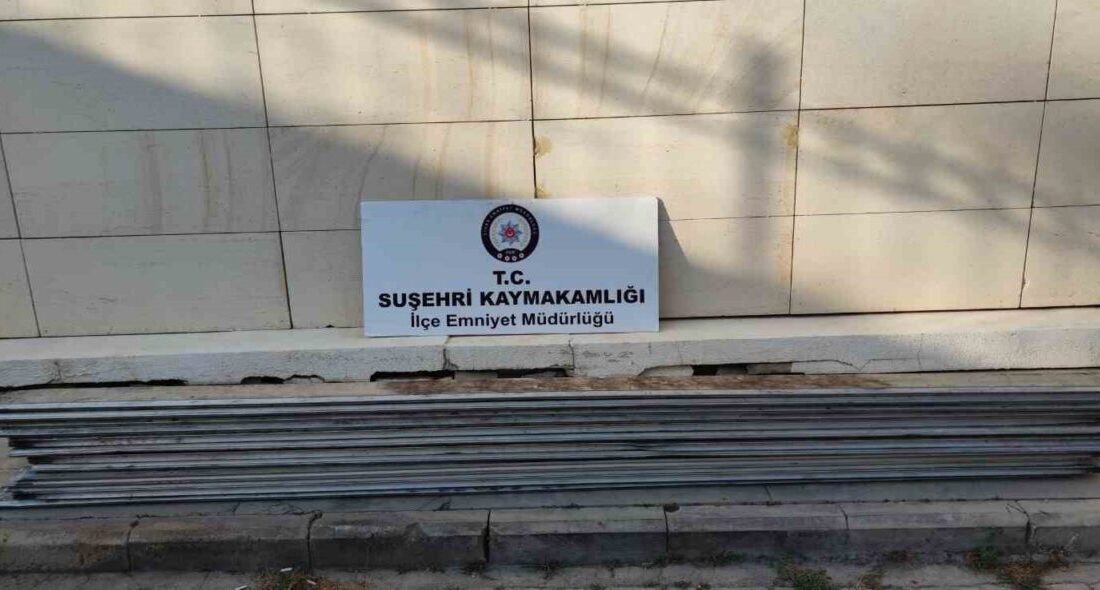 T.C.
SUŞEHRİ KAYMAKAMLIĞI
İlçe Emniyet Müdürlüğü